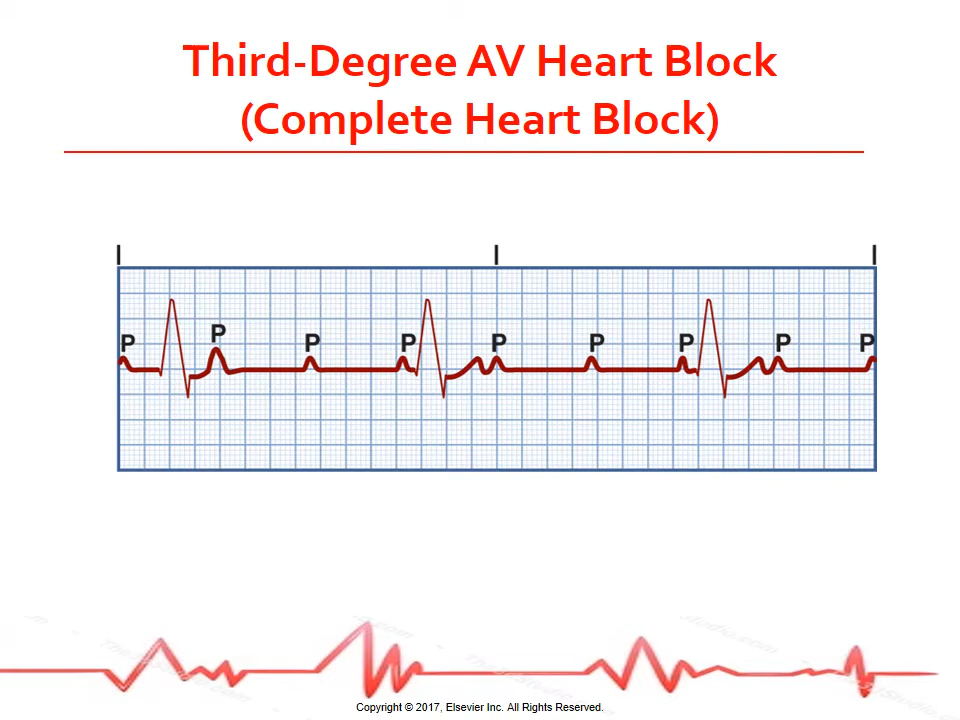 Third-Degree AV Heart Block
(Complete Heart Block)
P P P P P P P P P
Copyright © 2017, Elsevier Inc. All Rights Reserved.